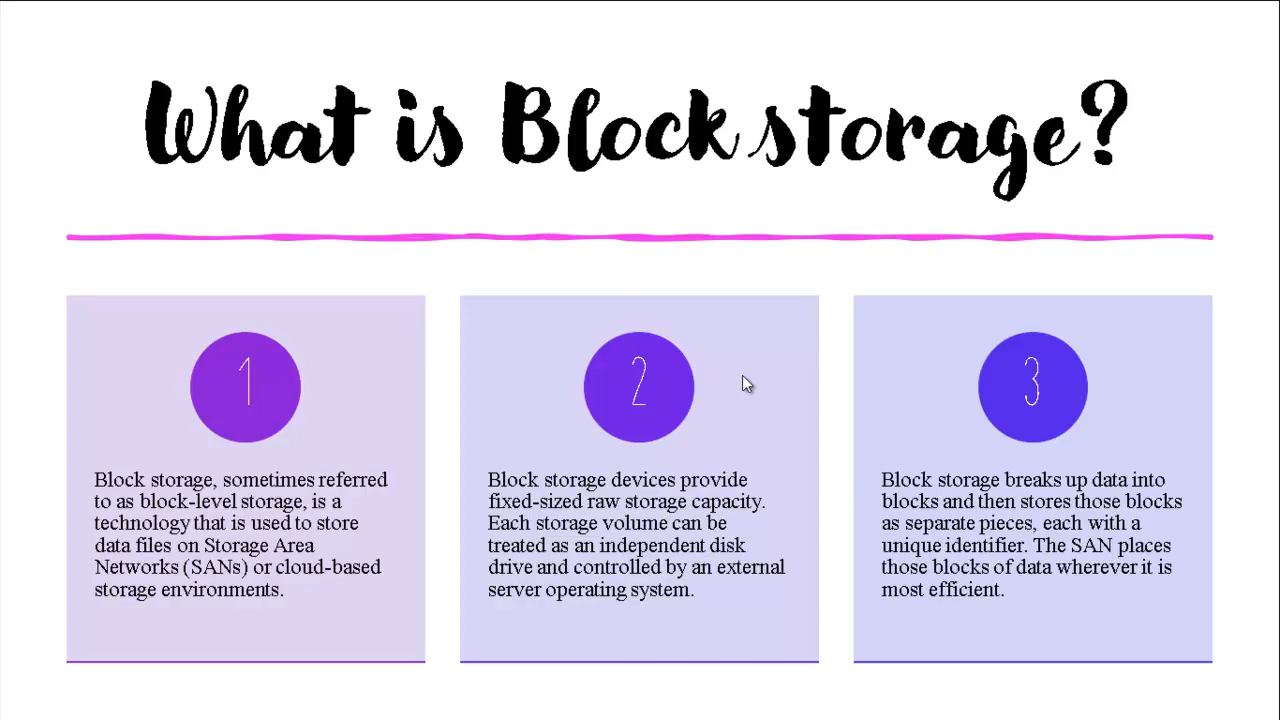 What is Block storage?
1
Block storage, sometimes referred
to as block-level storage, is a
technology that is used to store
data files on Storage Area
Networks (SANs) or cloud-based
storage environments.
2
Block storage devices provide
fixed-sized raw storage capacity.
Each storage volume can be
treated as an independent disk
drive and controlled by an external
server operating system.
3
Block storage breaks up data into
blocks and then stores those blocks
as separate pieces, each with a
unique identifier. The SAN places
those blocks of data wherever it is
most efficient.